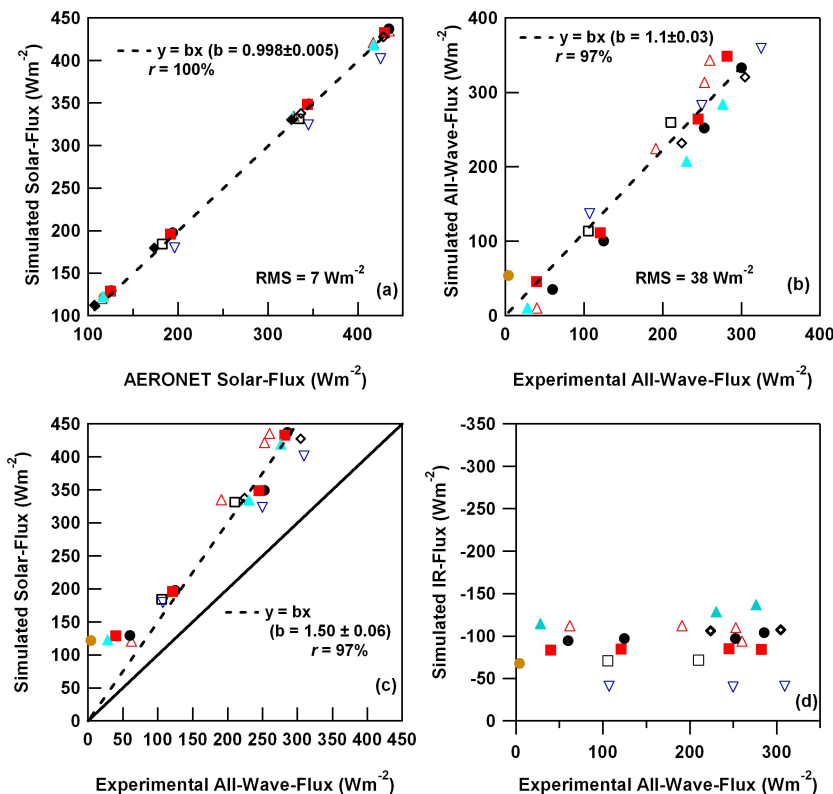 450
400
350
300
250
200
150
100
100
200
300
400
Simulated Solar-Flux (Wm-2)
AERONET Solar-Flux (Wm-2)
y = bx (b = 0.998±0.005)
r = 100%
RMS = 7 Wm-2
(a)
400
300
200
100
0
0
100
200
300
400
Simulated All-Wave-Flux (Wm-2)
Experimental All-Wave-Flux (Wm-2)
y = bx (b = 1.1±0.03)
r = 97%
RMS = 38 Wm-2
(b)
450
400
350
300
250
200
150
100
50
0
0
50
100
150
200
250
300
350
400
450
Simulated Solar-Flux (Wm-2)
Experimental All-Wave-Flux (Wm-2)
y = bx
(b = 1.50 ± 0.06)
r = 97%
(c)
-350
-300
-250
-200
-150
-100
-50
0
0
100
200
300
Simulated IR-Flux (Wm-2)
Experimental All-Wave-Flux (Wm-2)
(d)